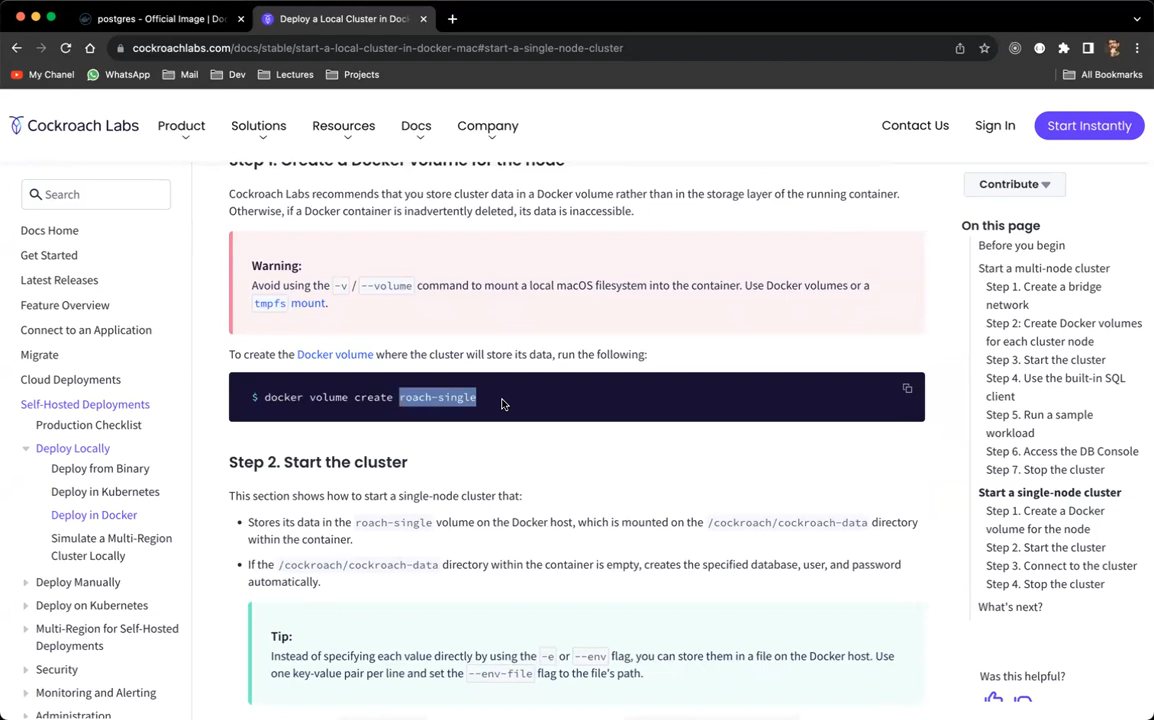 postgres - Official Image | Doc
Deploy a Local Cluster in Dock
cockroachlabs.com/docs/stable/start-a-local-cluster-in-docker-mac#start-a-single-node-cluster
My Chanel
WhatsApp
Mail
Dev
Lectures
Projects
All Bookmarks
Cockroach Labs
Product
Solutions
Resources
Docs
Company
Contact Us
Sign In
Start Instantly
Search
Docs Home
Get Started
Latest Releases
Feature Overview
Connect to an Application
Migrate
Cloud Deployments
Self-Hosted Deployments
Production Checklist
Deploy Locally
Deploy from Binary
Deploy in Kubernetes
Deploy in Docker
Simulate a Multi-Region
Cluster Locally
Deploy Manually
Deploy on Kubernetes
Multi-Region for Self-Hosted
Deployments
Security
Monitoring and Alerting
Administration
Step 1. Create a Docker volume for the node
Cockroach Labs recommends that you store cluster data in a Docker volume rather than in the storage layer of the running container.
Otherwise, if a Docker container is inadvertently deleted, its data is inaccessible.
Warning:
Avoid using the -v / --volume command to mount a local macOS filesystem into the container. Use Docker volumes or a
tmpfs mount.
To create the Docker volume where the cluster will store its data, run the following:
$ docker volume create roach-single
Step 2. Start the cluster
This section shows how to start a single-node cluster that:
• Stores its data in the roach-single volume on the Docker host, which is mounted on the /cockroach/cockroach-data directory
within the container.
• If the /cockroach/cockroach-data directory within the container is empty, creates the specified database, user, and password
automatically.
Tip:
Instead of specifying each value directly by using the -e or --env flag, you can store them in a file on the Docker host. Use
one key-value pair per line and set the --env-file flag to the file's path.
Contribute
On this page
Before you begin
Start a multi-node cluster
Step 1. Create a bridge
network
Step 2: Create Docker volumes
for each cluster node
Step 3. Start the cluster
Step 4. Use the built-in SQL
client
Step 5. Run a sample
workload
Step 6. Access the DB Console
Step 7. Stop the cluster
Start a single-node cluster
Step 1. Create a Docker
volume for the node
Step 2. Start the cluster
Step 3. Connect to the cluster
Step 4. Stop the cluster
What's next?
Was this helpful?